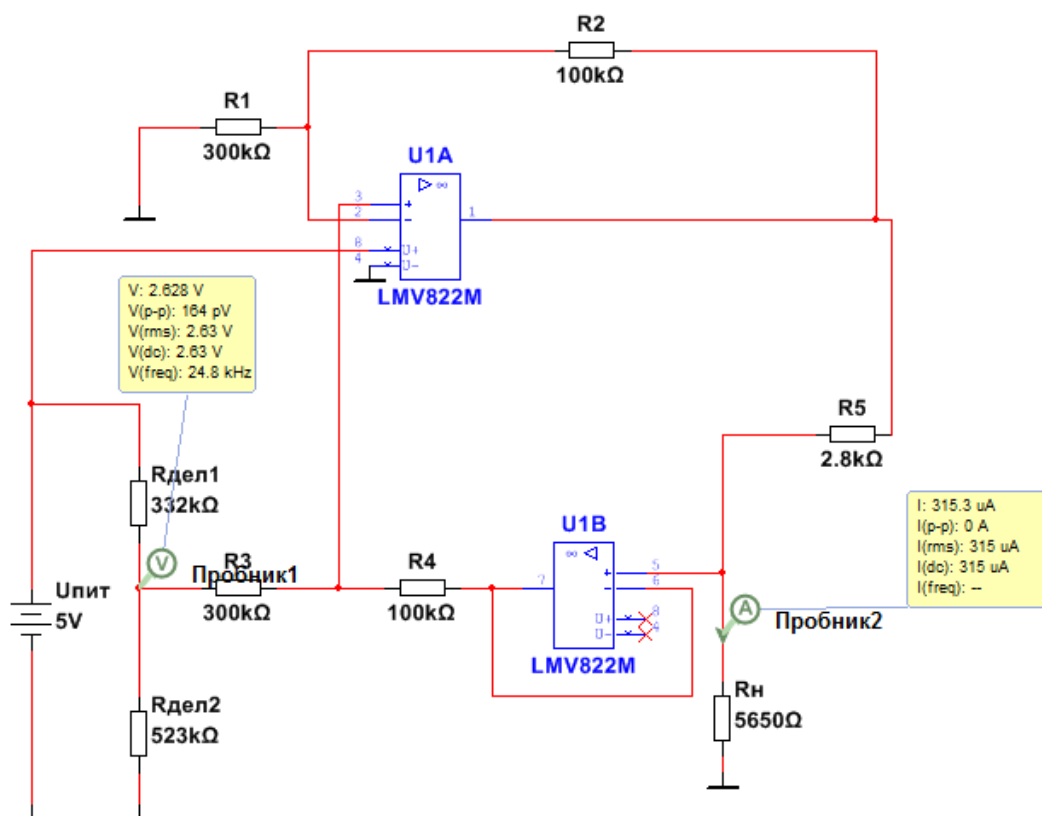 R2
100kΩ
R1
300kΩ
U1A
∞
3
+
2
−
1
8
U+
4
U-
LMV822M
V: 2.628 V
V(p-p): 164 pV
V(rms): 2.63 V
V(dc): 2.63 V
V(freq): 24.8 kHz
R5
2.8kΩ
Rдел1
332kΩ
I: 315.3 uA
I(p-p): 0 A
I(rms): 315 uA
I(dc): 315 uA
I(freq): --
U1B
∞
V
R3
Пробник1
300kΩ
R4
100kΩ
7
+
5
−
6
U+
U-
4
LMV822M
A
Пробник2
Uпит
5V
Rдел2
523kΩ
Rн
5650Ω